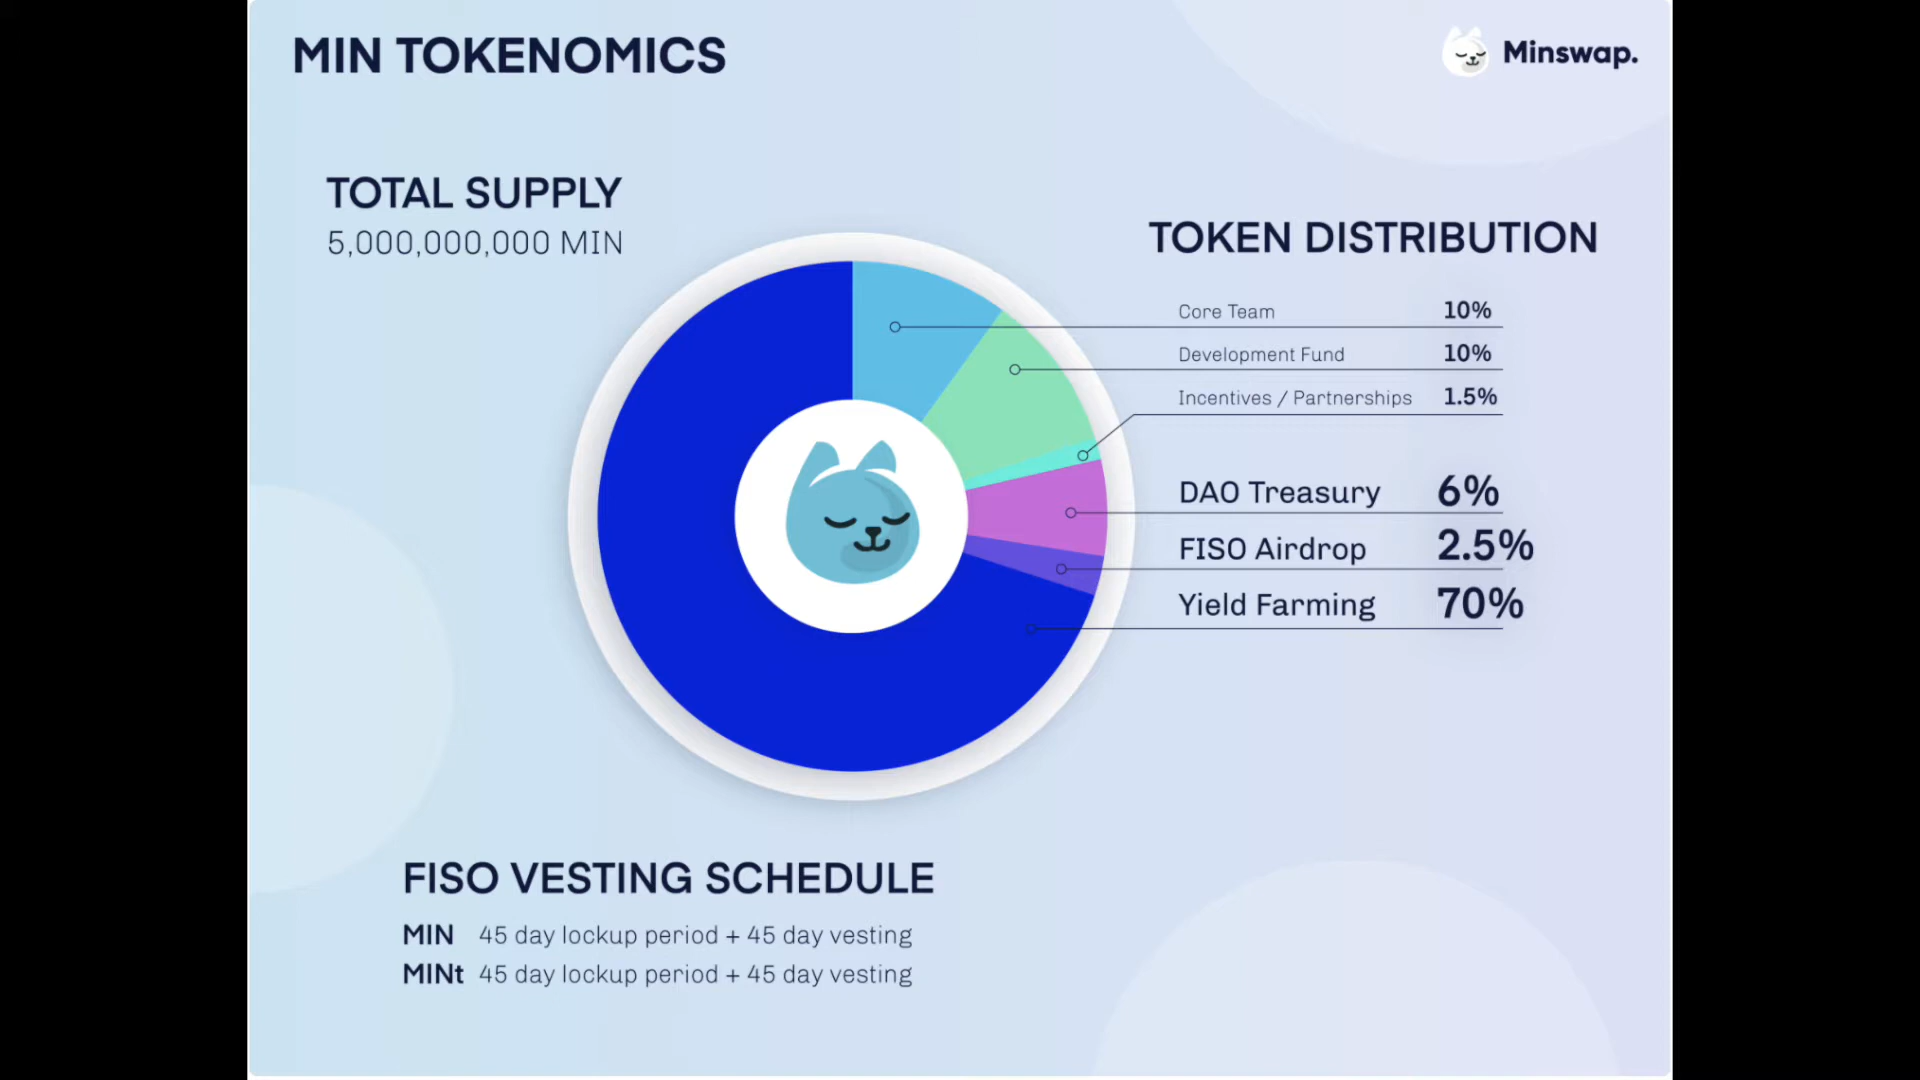 MIN TOKENOMICS
Minswap.
TOTAL SUPPLY
5,000,000,000 MIN
TOKEN DISTRIBUTION
Core Team 10%
Development Fund 10%
Incentives / Partnerships 1.5%
DAO Treasury 6%
FISO Airdrop 2.5%
Yield Farming 70%
FISO VESTING SCHEDULE
MIN 45 day lockup period + 45 day vesting
MINt 45 day lockup period + 45 day vesting